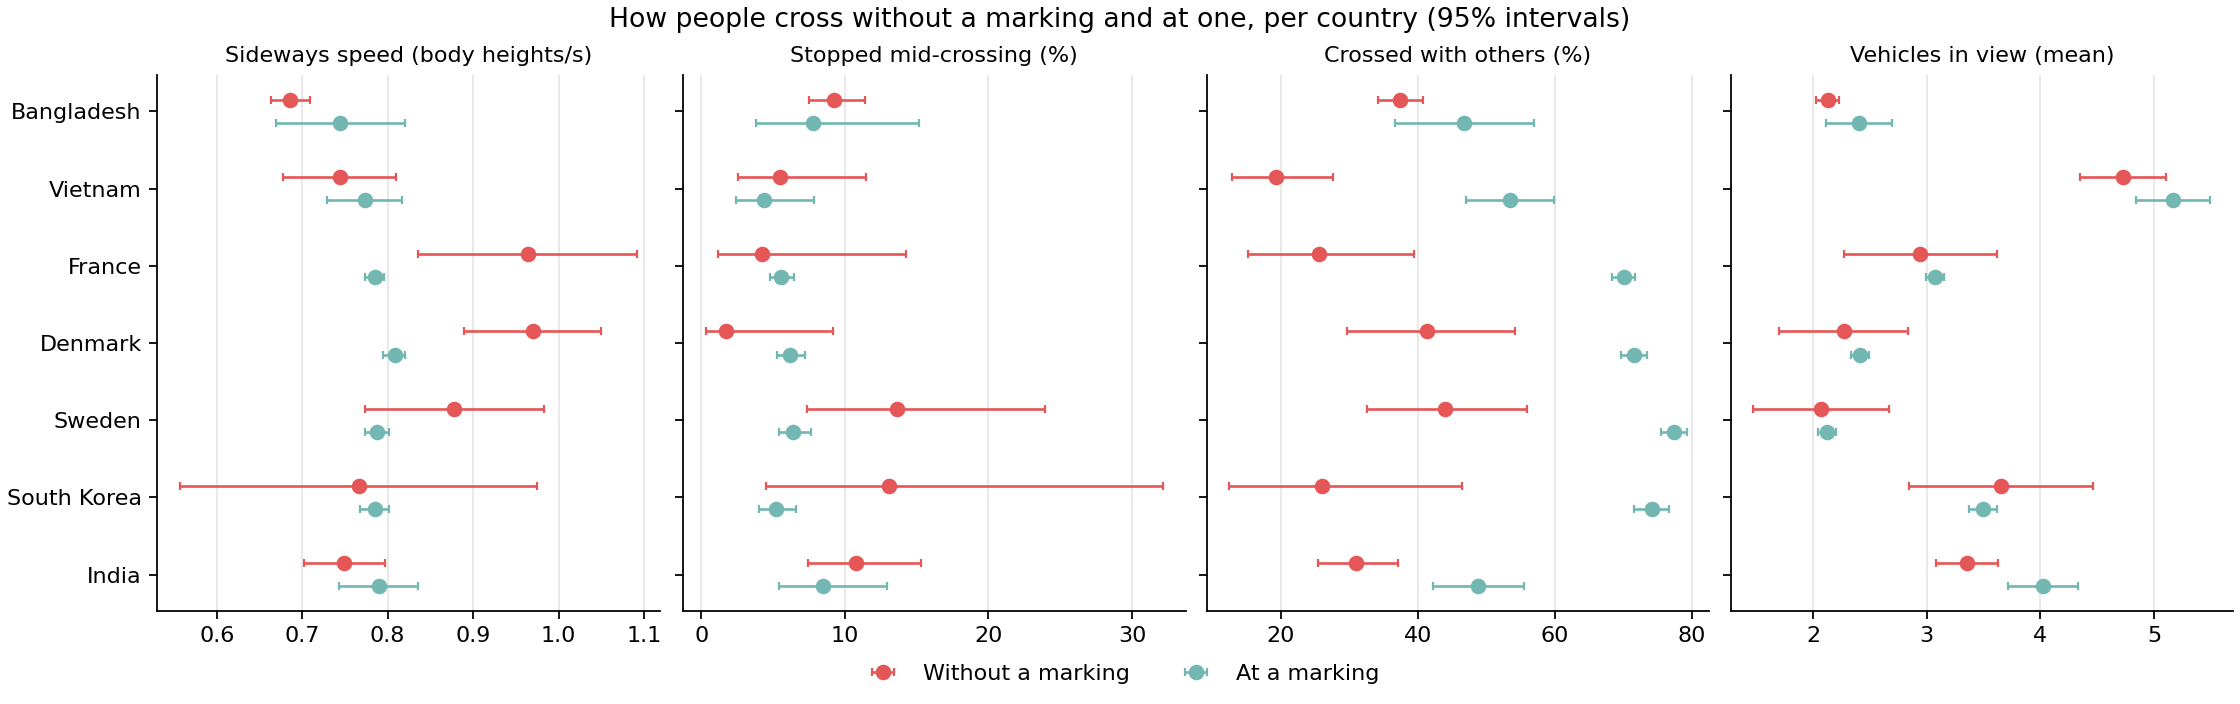 How people cross without a marking and at one, per country (95% intervals)
Sideways speed (body heights/s)
Stopped mid-crossing (%)
Crossed with others (%)
Vehicles in view (mean)
Bangladesh
Vietnam
France
Denmark
Sweden
South Korea
India
0.6 0.7 0.8 0.9 1.0 1.1
0 10 20 30
20 40 60 80
2 3 4 5
Without a marking
At a marking